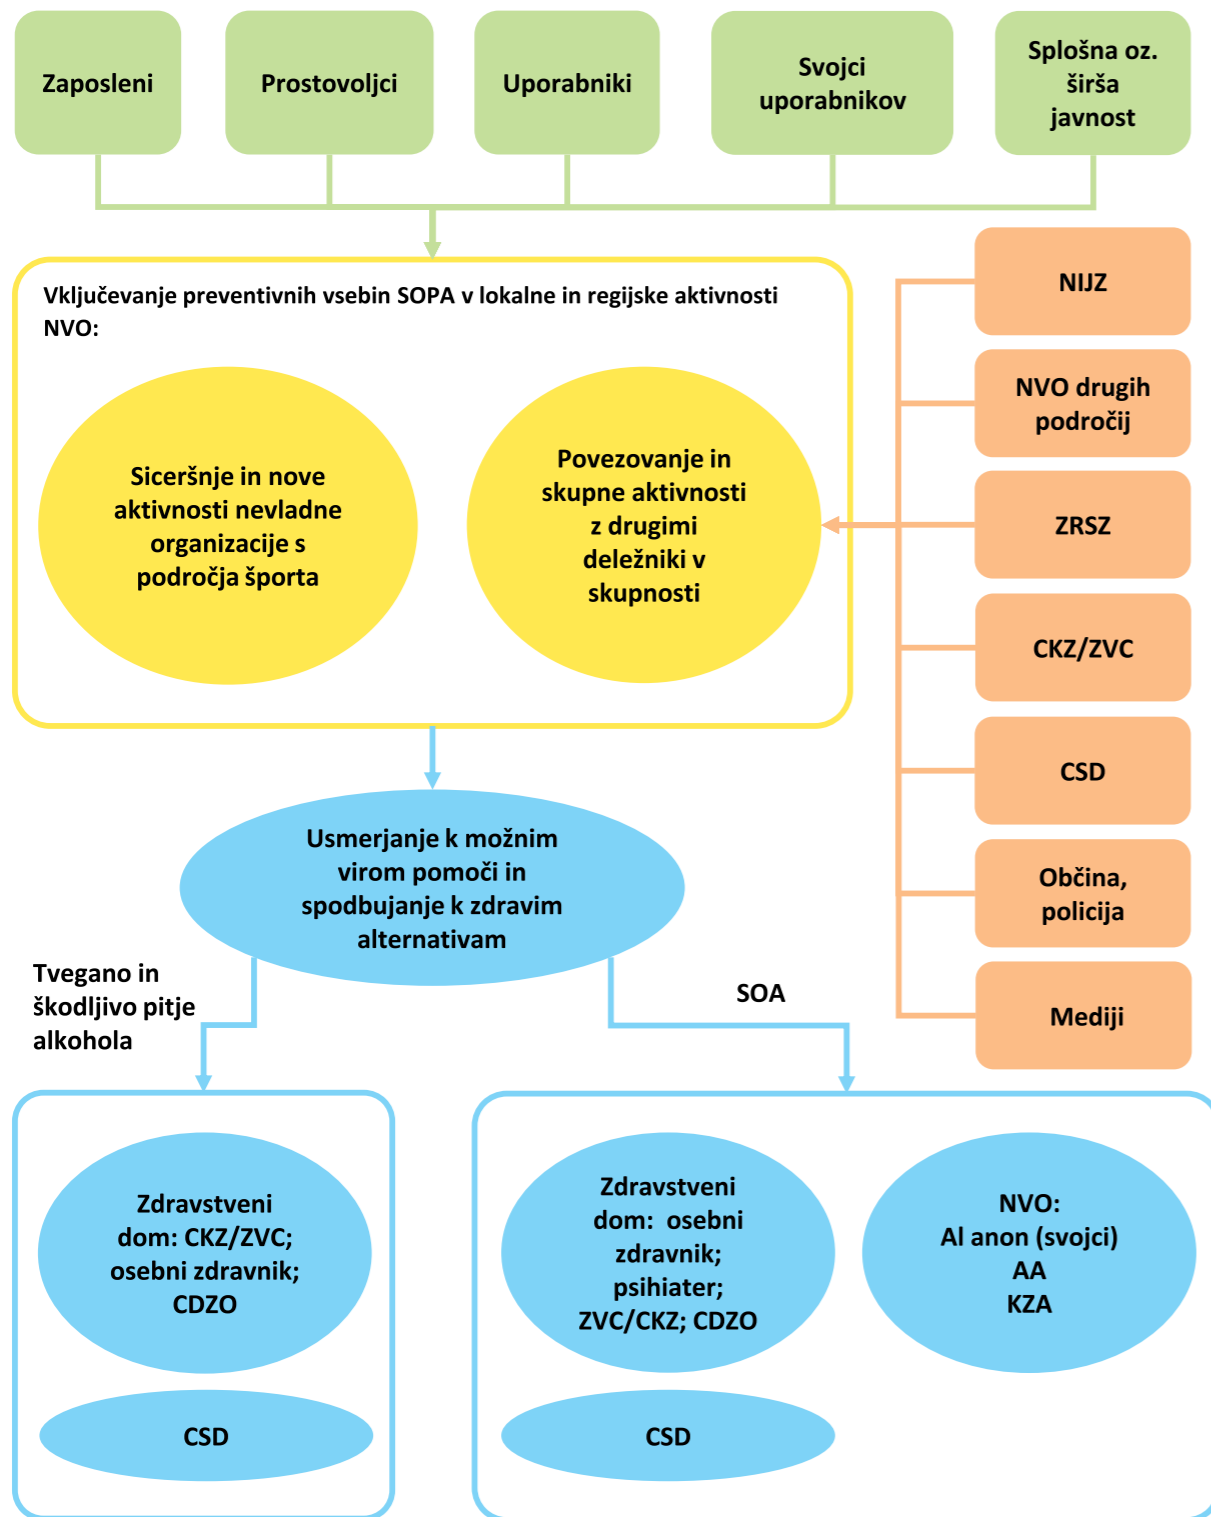 Zaposleni
Prostovoljci
Uporabniki
Svojci
uporabnikov
Splošna oz.
širša
javnost
Vključevanje preventivnih vsebin SOPA v lokalne in regijske aktivnosti
NVO:
Siceršnje in nove
aktivnosti nevladne
organizacije s
področja športa
Povezovanje in
skupne aktivnosti
z drugimi
deležniki v
skupnosti
NIJZ
NVO drugih
področij
ZRSZ
CKZ/ZVC
CSD
Občina,
policija
Mediji
Usmerjanje k možnim
virom pomoči in
spodbujanje k zdravim
alternativam
Tvegano in
škodljivo pitje
alkohola
SOA
Zdravstveni
dom: CKZ/ZVC;
osebni zdravnik;
CDZO
CSD
Zdravstveni
dom:  osebni
zdravnik;
psihiater;
ZVC/CKZ; CDZO
CSD
NVO:
Al anon (svojci)
AA
KZA